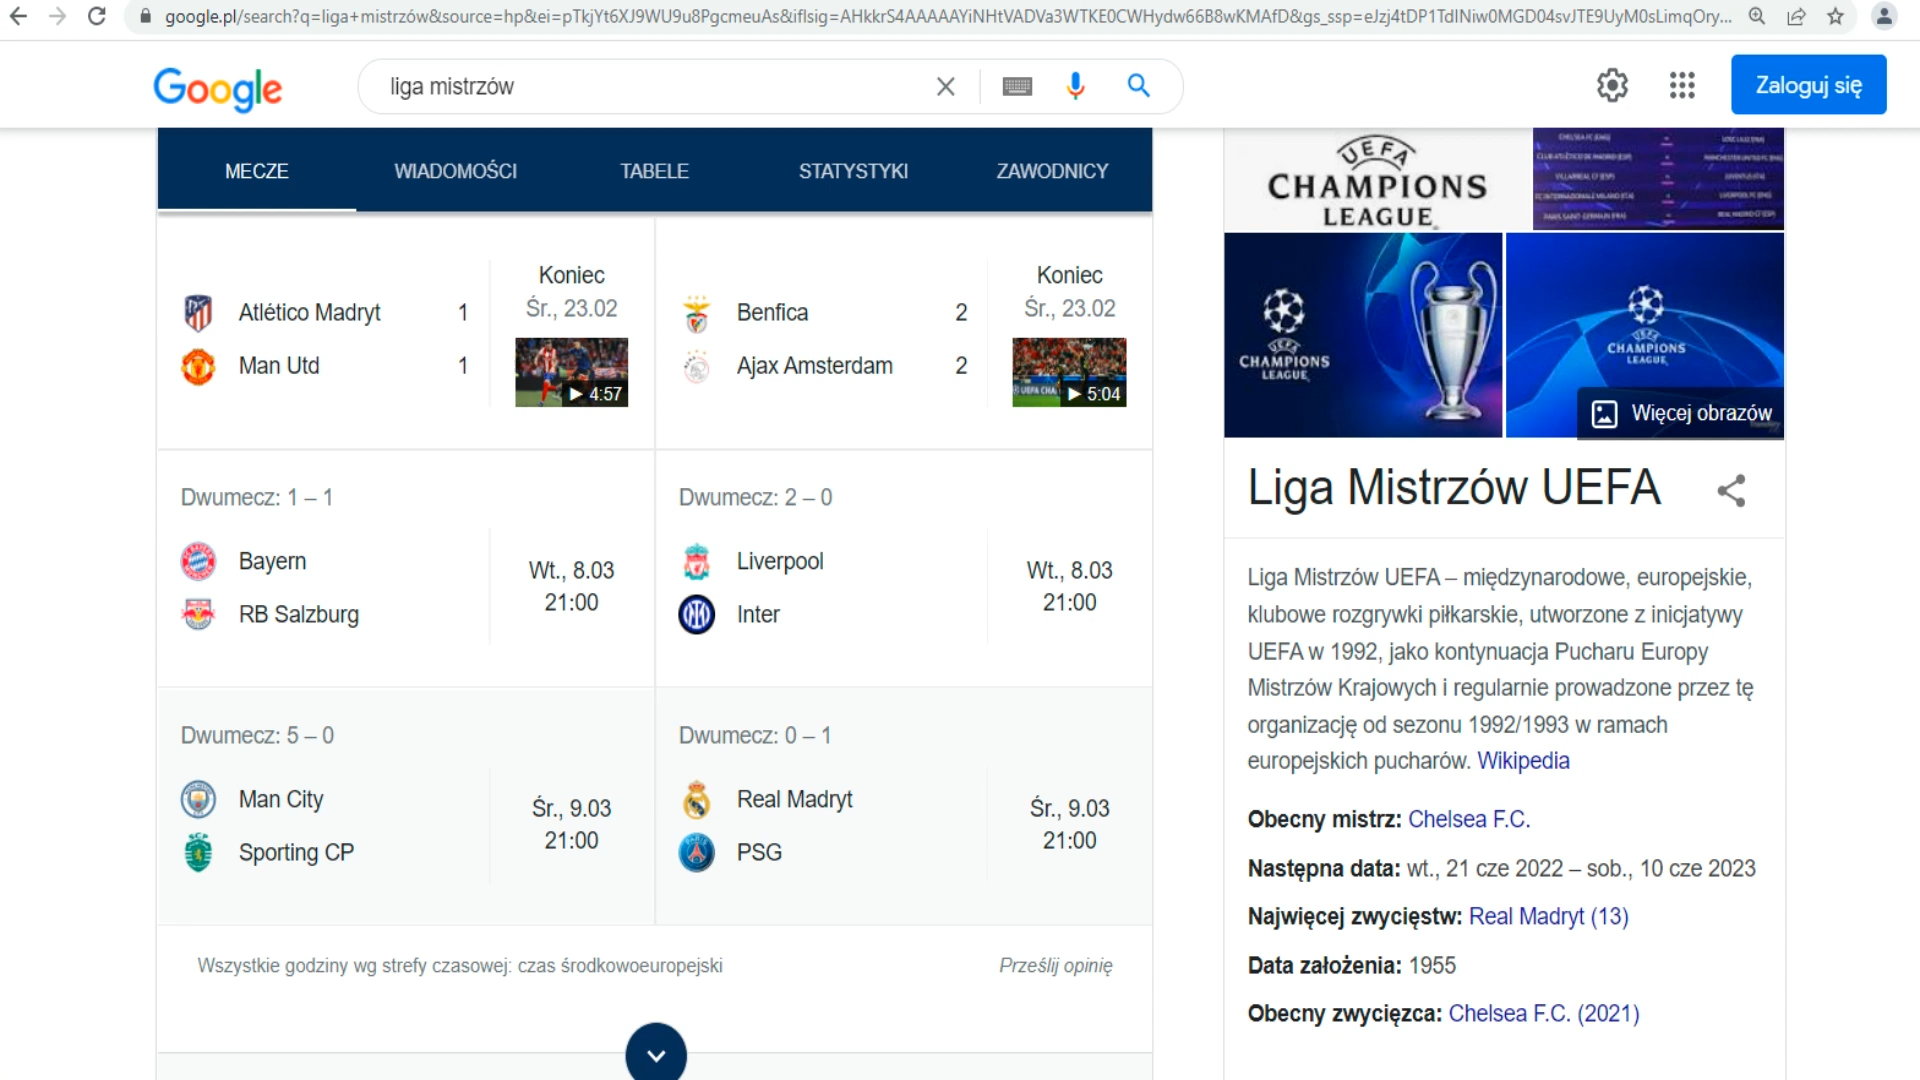 google.pl/search?q=liga+mistrzów&source=hp&ei=pTkjYt6XJ9WU9u8PgcmeuAs&iflsig=AHkkrS4AAAAAYiNHtVADVa3WTKE0CWHydw66B8wKMAfD&gs_ssp=eJzj4tDP1TdINiw0MGD04svJTE9UyM0sLimqOry...
Google
liga mistrzów
Zaloguj się
MECZE WIADOMOŚCI TABELE STATYSTYKI ZAWODNICY
Koniec
Śr., 23.02
Atlético Madryt 1
Man Utd 1
4:57
Koniec
Śr., 23.02
Benfica 2
Ajax Amsterdam 2
5:04
Dwumecz: 1 – 1
Bayern
RB Salzburg
Wt., 8.03
21:00
Dwumecz: 2 – 0
Liverpool
Inter
Wt., 8.03
21:00
Dwumecz: 5 – 0
Man City
Sporting CP
Śr., 9.03
21:00
Dwumecz: 0 – 1
Real Madryt
PSG
Śr., 9.03
21:00
Wszystkie godziny wg strefy czasowej: czas środkowoeuropejski
Prześlij opinię
UEFA
CHAMPIONS
LEAGUE
UEFA
CHAMPIONS
LEAGUE
UEFA
CHAMPIONS
LEAGUE
Więcej obrazów
Liga Mistrzów UEFA
Liga Mistrzów UEFA – międzynarodowe, europejskie,
klubowe rozgrywki piłkarskie, utworzone z inicjatywy
UEFA w 1992, jako kontynuacja Pucharu Europy
Mistrzów Krajowych i regularnie prowadzone przez tę
organizację od sezonu 1992/1993 w ramach
europejskich pucharów. Wikipedia
Obecny mistrz: Chelsea F.C.
Następna data: wt., 21 cze 2022 – sob., 10 cze 2023
Najwięcej zwycięstw: Real Madryt (13)
Data założenia: 1955
Obecny zwycięzca: Chelsea F.C. (2021)